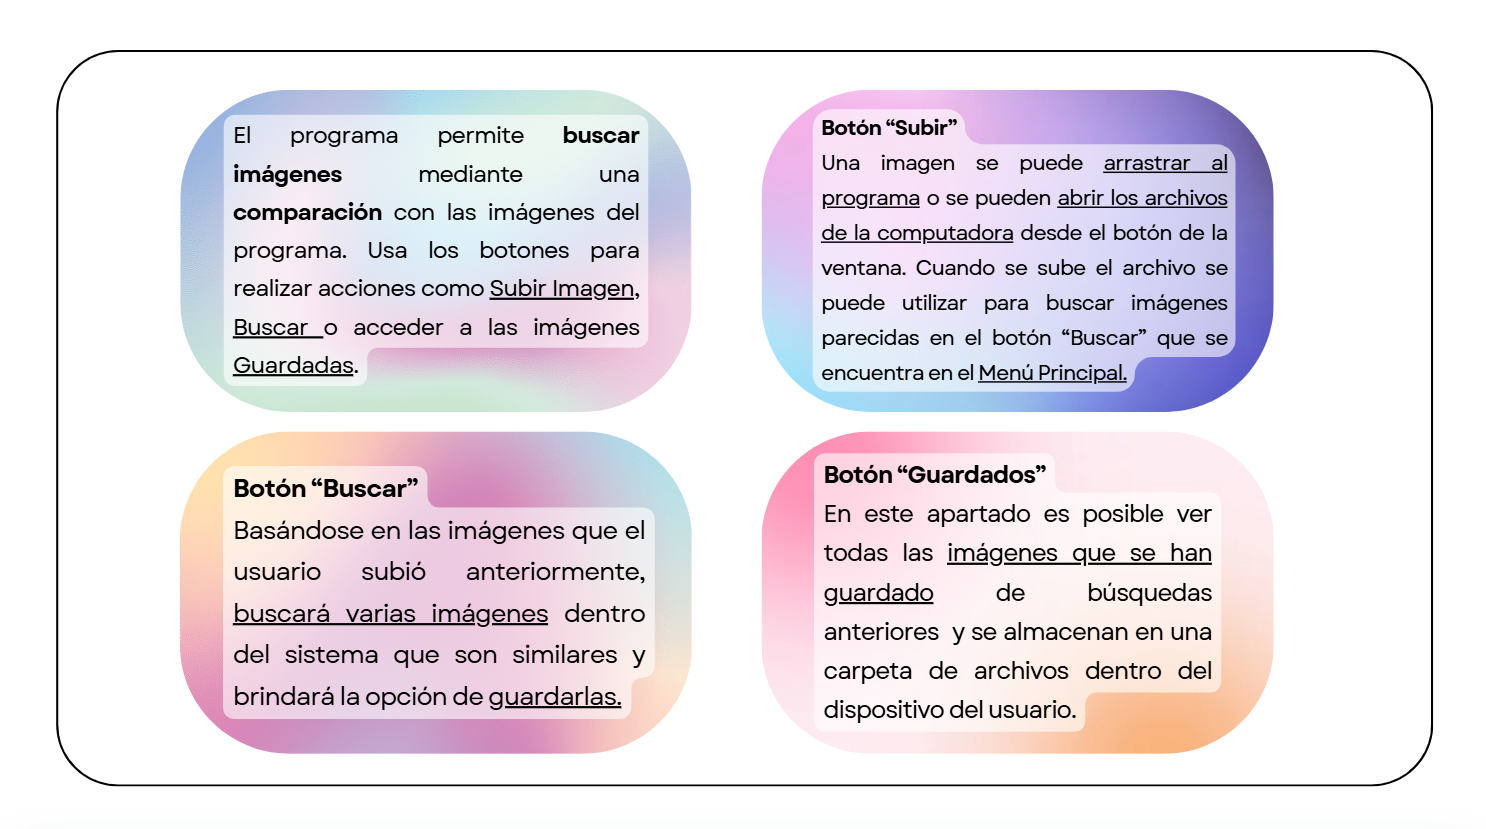 El programa permite buscar
imágenes mediante una
comparación con las imágenes del
programa. Usa los botones para
realizar acciones como Subir Imagen,
Buscar o acceder a las imágenes
Guardadas.
Botón “Subir”
Una imagen se puede arrastrar al
programa o se pueden abrir los archivos
de la computadora desde el botón de la
ventana. Cuando se sube el archivo se
puede utilizar para buscar imágenes
parecidas en el botón “Buscar” que se
encuentra en el Menú Principal.
Botón “Buscar”
Basándose en las imágenes que el
usuario subió anteriormente,
buscará varias imágenes dentro
del sistema que son similares y
brindará la opción de guardarlas.
Botón “Guardados”
En este apartado es posible ver
todas las imágenes que se han
guardado de búsquedas
anteriores y se almacenan en una
carpeta de archivos dentro del
dispositivo del usuario.